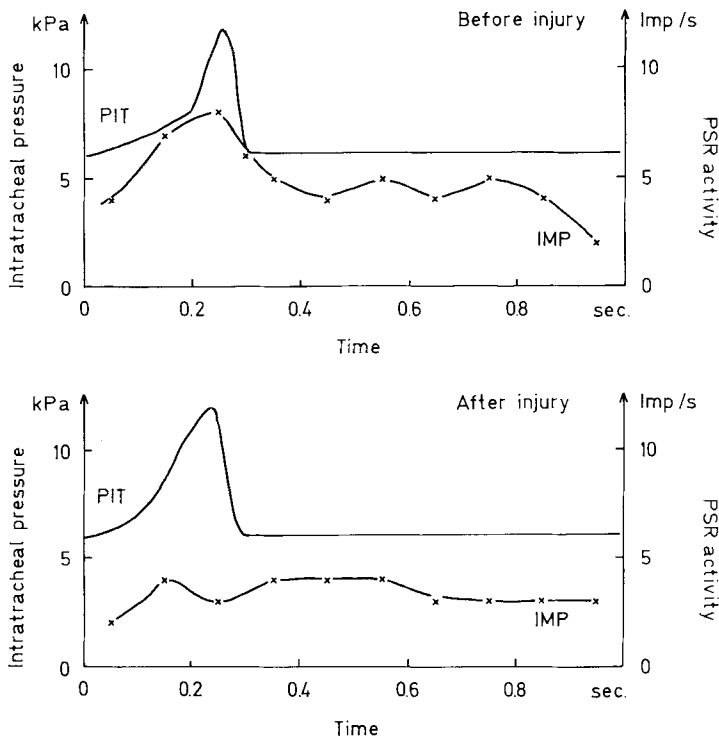 kPa
Before injury
Imp/s
10
10
PIT
5
5
IMP
0
0
0
0.2
0.4
0.6
0.8
sec.
Time
Intratracheal pressure
PSR activity
kPa
After injury
Imp/s
10
10
PIT
5
5
IMP
0
0
0
0.2
0.4
0.6
0.8
sec.
Time
Intratracheal pressure
PSR activity